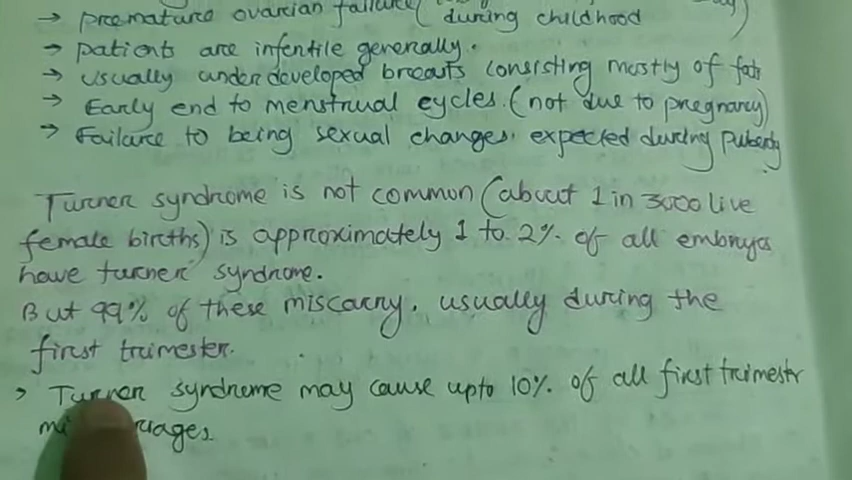 → premature ovarian failure( during childhood )
→ patients are infentile generally.
→ usually underdeveloped breasts consisting mostly of fat
→ Early end to menstrual cycles. (not due to pregnancy)
→ Failure to being sexual changes. expected during Puberty
Turner syndrome is not common (about 1 in 3000 live
female births) is approximately 1 to 2% of all embryos
have turner syndrome.
But 99% of these miscarry. usually during the
first trimester.
> Turner syndrome may cause upto 10% of all first trimester